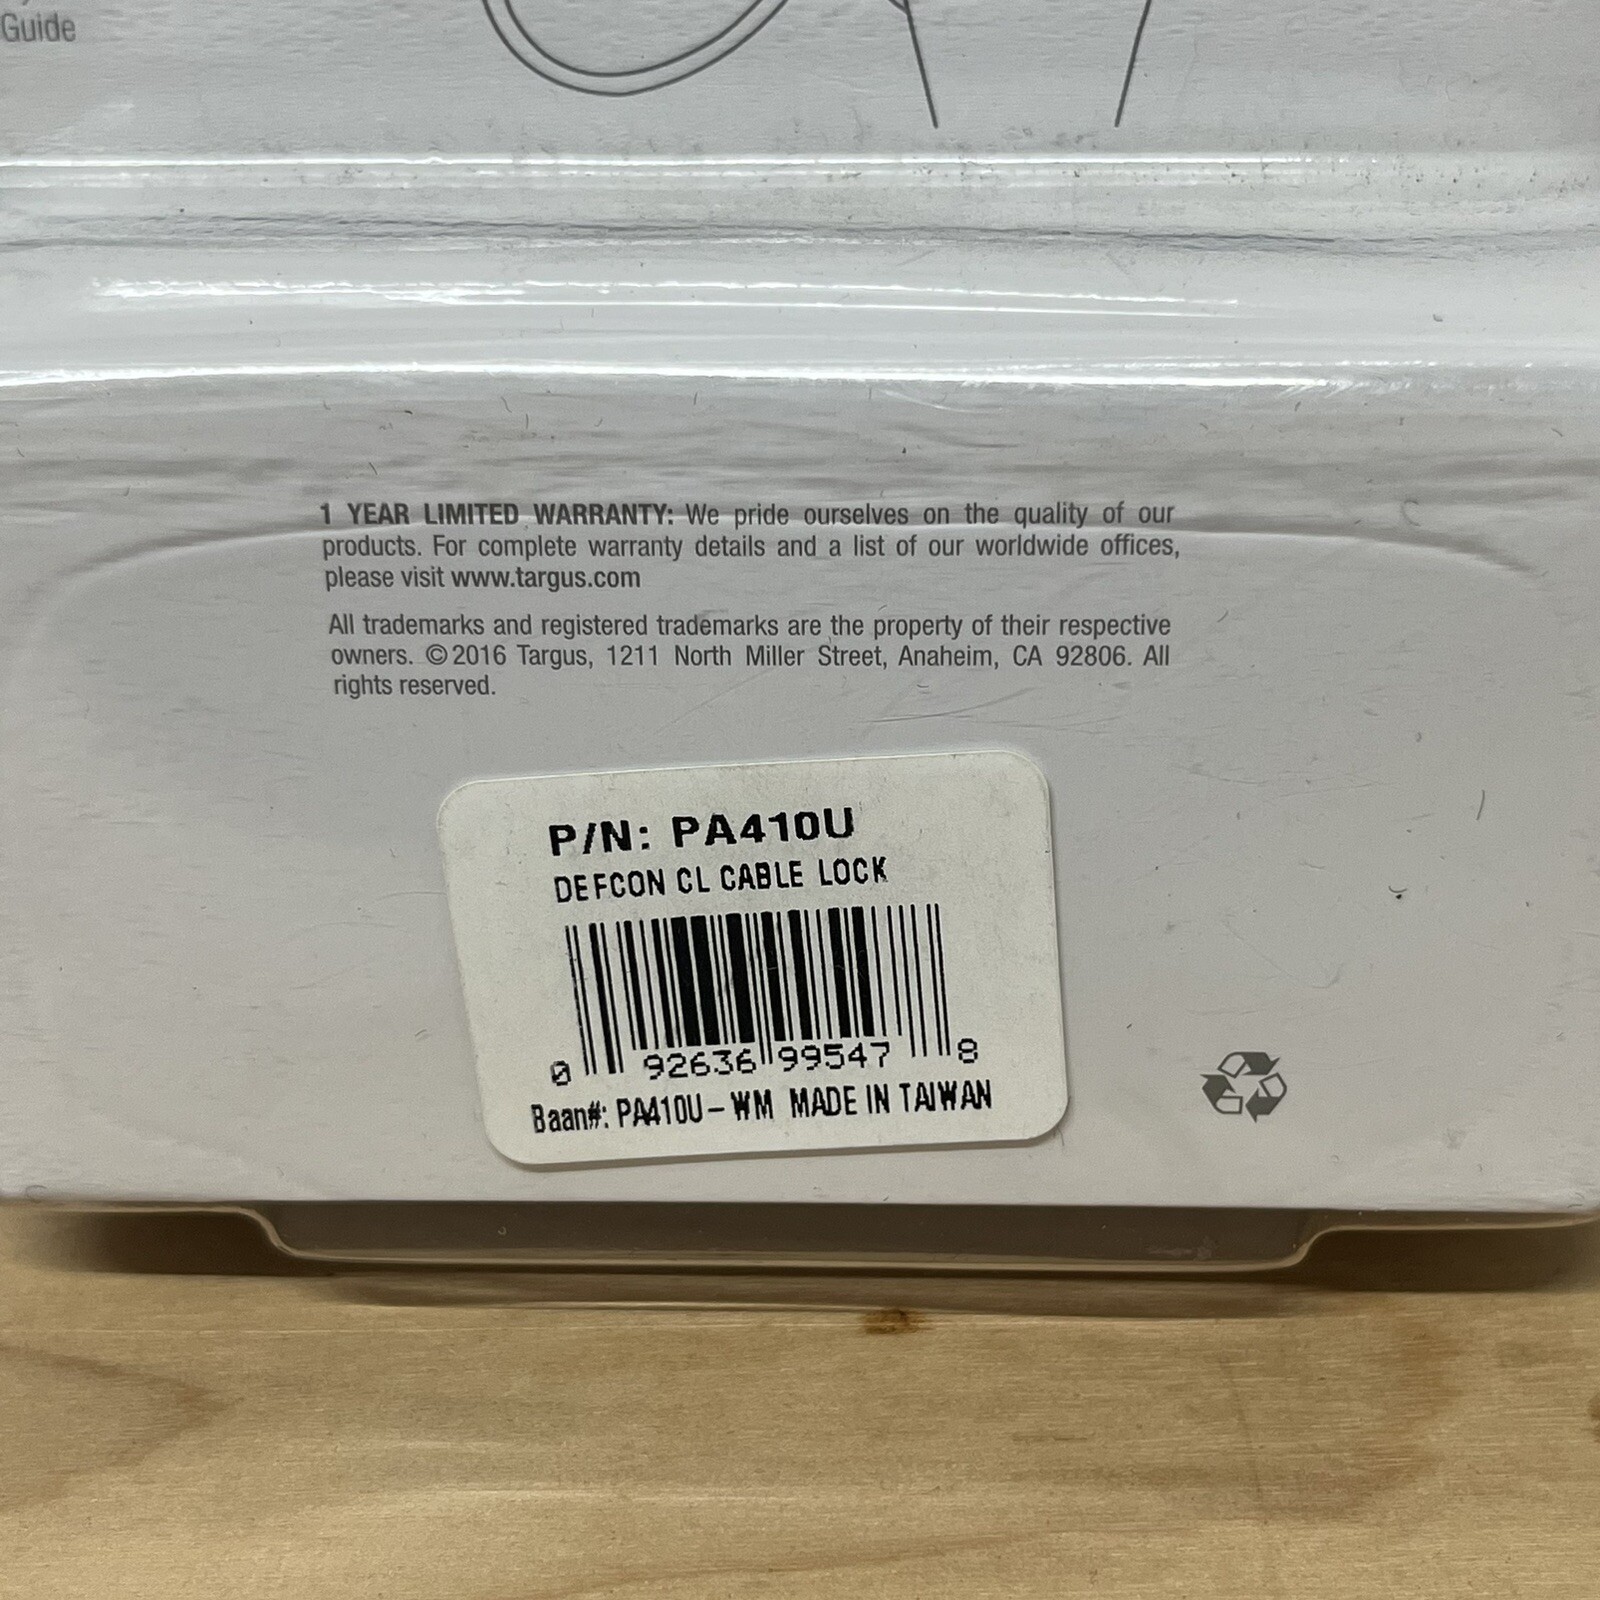 Guide
1 YEAR LIMITED WARRANTY: We pride ourselves on the quality of our
products. For complete warranty details and a list of our worldwide offices,
please visit www.targus.com
All trademarks and registered trademarks are the property of their respective
owners. ©2016 Targus, 1211 North Miller Street, Anaheim, CA 92806. All
rights reserved.
P/N: PA410U
DEFCON CL CABLE LOCK
0 92636 99547 8
Baan#: PA410U-WM MADE IN TAIWAN